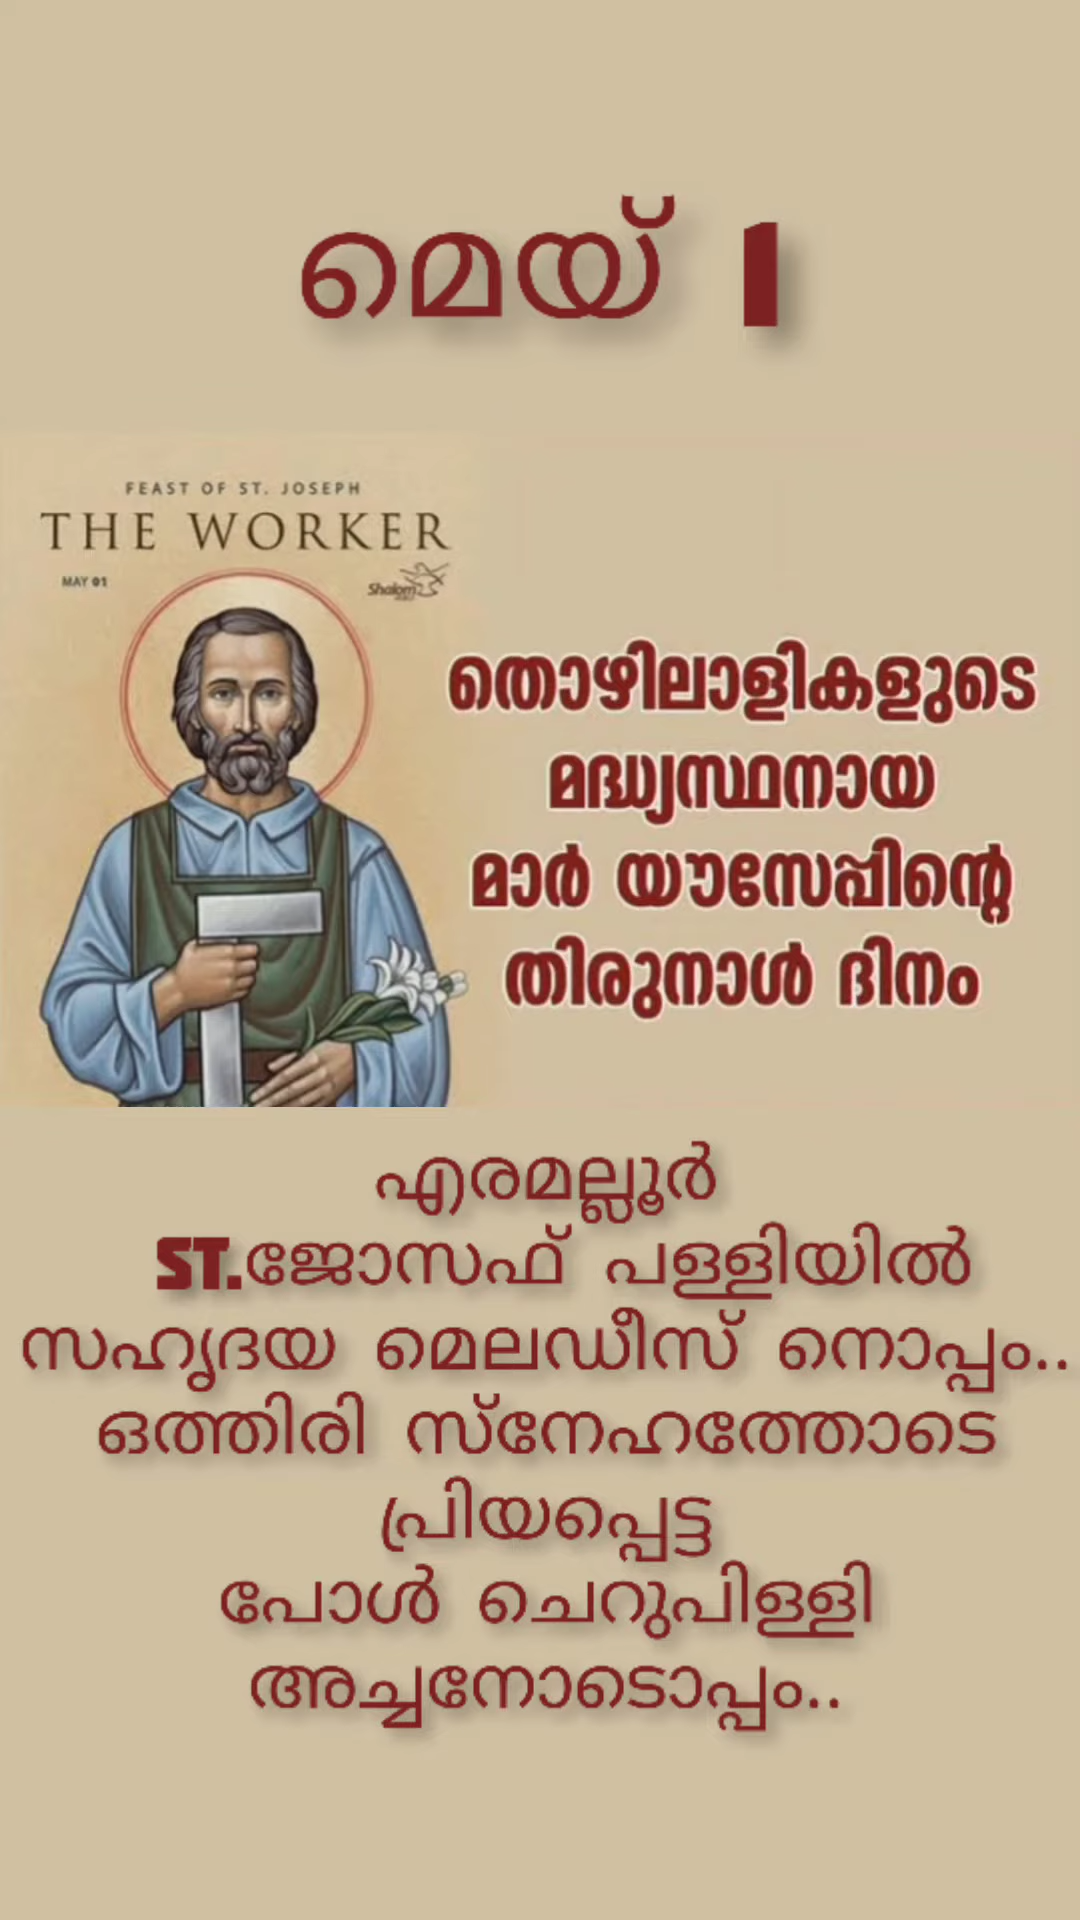 മെയ് 1
FEAST OF ST. JOSEPH
THE WORKER
MAY 01
Shalom
തൊഴിലാളികളുടെ
മദ്ധ്യസ്ഥനായ
മാർ യൗസേപ്പിന്റെ
തിരുനാൾ ദിനം
എരമല്ലൂർ
ST.ജോസഫ് പള്ളിയിൽ
സഹൃദയ മെലഡീസ് നൊപ്പം..
ഒത്തിരി സ്നേഹത്തോടെ
പ്രിയപ്പെട്ട
പോൾ ചെറുപിള്ളി
അച്ചനോടൊപ്പം..